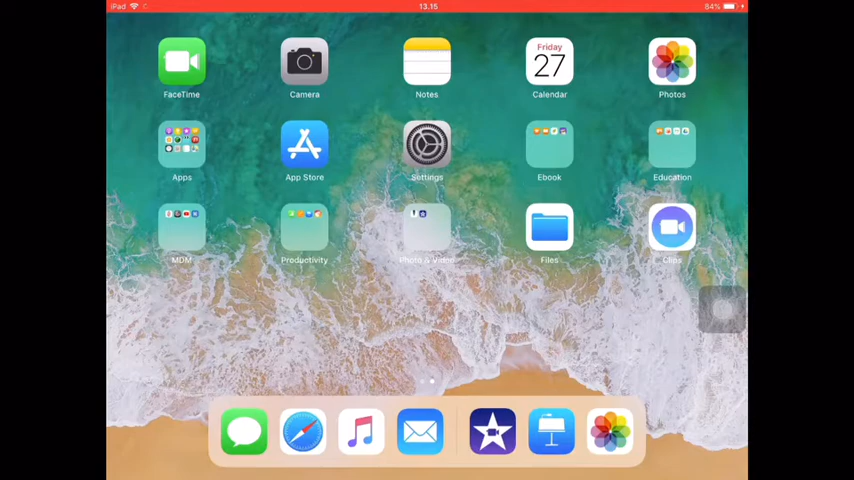 iPad 13.15 84%
Friday
27
FaceTime Camera Notes Calendar Photos
Apps App Store Settings Ebook Education
MDM Productivity Photo & Video Files Clips